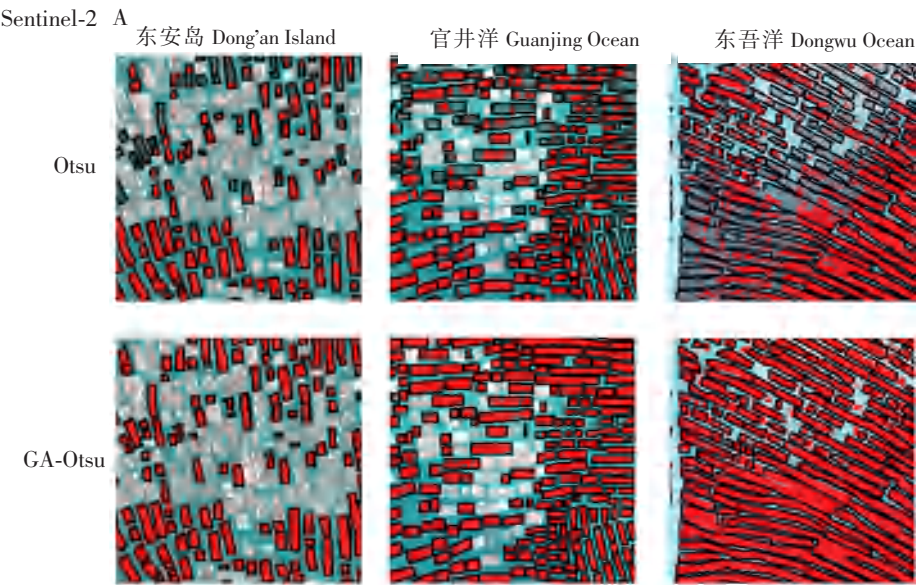 Sentinel-2 A
东安岛 Dong'an Island 官井洋 Guanjing Ocean 东吾洋 Dongwu Ocean
Otsu
GA-Otsu